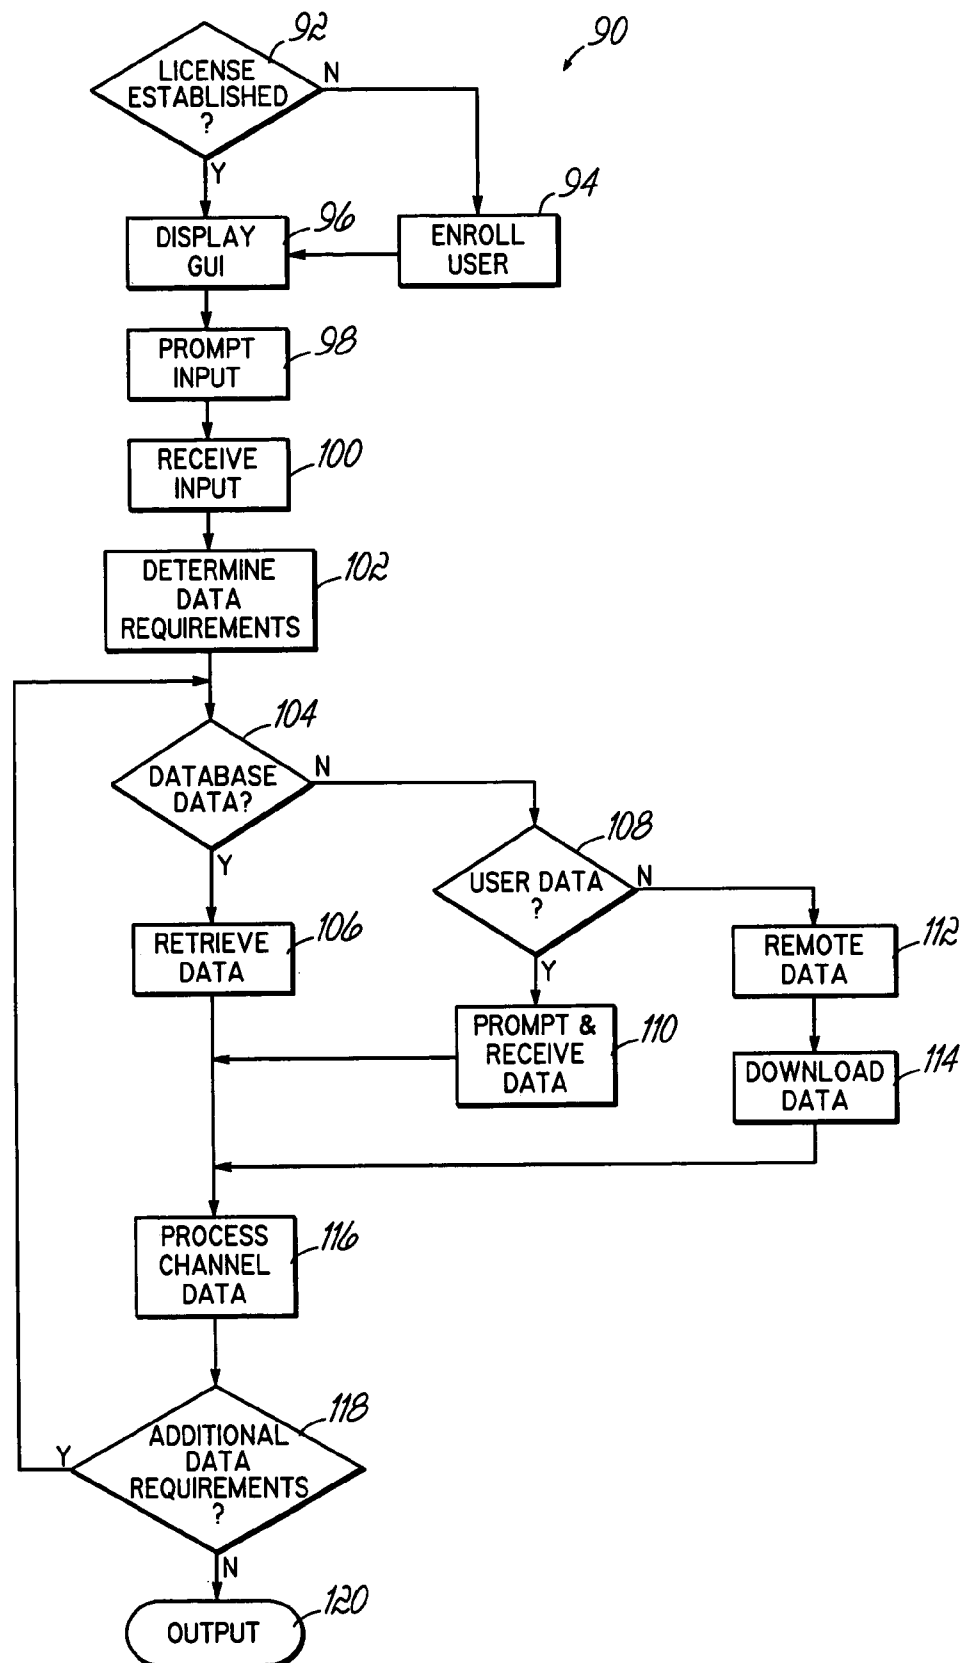 92
90
LICENSE
ESTABLISHED
?
N
Y
94
96
DISPLAY
GUI
ENROLL
USER
98
PROMPT
INPUT
100
RECEIVE
INPUT
102
DETERMINE
DATA
REQUIREMENTS
104
DATABASE
DATA?
N
Y
108
USER DATA
?
N
Y
106
RETRIEVE
DATA
112
REMOTE
DATA
110
PROMPT &
RECEIVE
DATA
114
DOWNLOAD
DATA
116
PROCESS
CHANNEL
DATA
118
ADDITIONAL
DATA
REQUIREMENTS
?
Y
N
120
OUTPUT